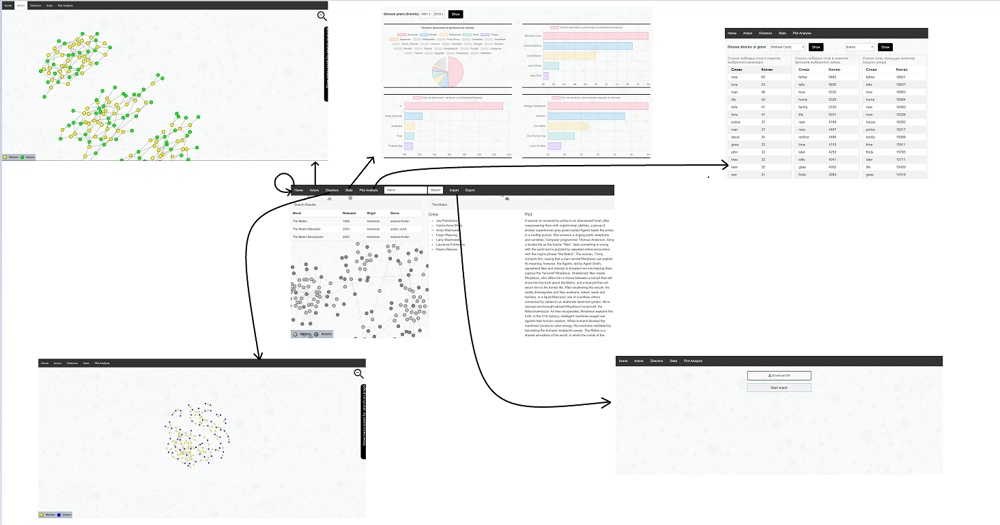 Home Actors Directors Stats Plot Analysis
Movies Actors
Choose years (from/to) 1901 2018 Show
Процент фильмов за выбранный период
American British Bollywood Tamil Telugu
Japanese Malayalam Hong Kong Canadian Australian
South_Korean Chinese Kannada Bengali Russian
Marathi Filipino Bangladeshi Punjabi Malaysian
Turkish Egyptian Assamese Maldivian
Кол-во фильмов у режиссера за выбранный период
Michael Curtiz
Hanna-Barbera
Lloyd Bacon
Jules White
John Ford
Кол-во фильмов с актером за выбранный период
Sivaji Ganesan
Jeetendra
Pran
Prakash Raj
100 120 140 160 180 200 220 240
Кол-во актеров, закончивших карьеру на фильме
Strange Bedfellows
Brothers
Tom White
One Perfect Day
Love's Brother
20 25 30 35 40 45 50
Home Actors Directors Stats Plot Analysis
Choose director or genre Michael Curtiz Show drama Show
Список любимых слов в сюжетах выбранного режиссера
Слова Кол-во
new 65
love 53
men 48
life 42
tells 41
time 41
police 37
man 37
steve 34
goes 33
john 32
tries 32
later 32
war 31
Список любимых слов в сюжетах фильмов выбранного жанра
Слова Кол-во
father 5862
tells 5656
love 5330
home 5329
family 5104
life 5031
new 4768
man 4497
mother 4486
time 4315
later 4252
wife 4041
goes 4002
finds 3983
Список слов, присущих сюжетам каждого жанра
Слова Кол-во
father 19621
tells 19607
love 18963
home 16884
new 16483
man 16326
house 16292
police 16217
family 15988
time 15911
later 15711
wife 15785
life 15420
goes 14318
Home Actors Directors Stats Plot Analysis Matrix Search Import Export
Search Results
Movie Released Origin Genre
The Matrix 1999 American science fiction
The Matrix Reloaded 2003 American action, sci-fi
The Matrix Revolutions 2003 American science fiction
Movies Actors
The Matrix
Crew
Joe Pantoliano
Carrie-Anne Moss
Andy Wachowski
Hugo Weaving
Larry Wachowski
Laurence Fishburne
Keanu Reeves
Plot
A woman is cornered by police in an abandoned hotel; after
overpowering them with superhuman abilities, a group of
sinister superhuman grey green-suited Agents leads the police
in a rooftop pursuit. She answers a ringing public telephone
and vanishes. Computer programmer Thomas Anderson, living
a double life as the hacker "Neo", feels something is wrong
with the world and is puzzled by repeated online encounters
with the cryptic phrase "the Matrix". The woman, Trinity,
contacts him, saying that a man named Morpheus can explain
its meaning; however, the Agents, led by Agent Smith,
apprehend Neo and attempt to threaten him into helping them
capture the "terrorist" Morpheus. Undeterred, Neo meets
Morpheus, who offers him a choice between a red pill that will
show him the truth about the Matrix, and a blue pill that will
return him to his former life. After swallowing the red pill, his
reality disintegrates and Neo awakens, naked, weak and
hairless, in a liquid-filled pod, one of countless others
connected by cables to an elaborate electrical system. He is
rescued and brought aboard Morpheus' hovercraft, the
Nebuchadnezzar. As Neo recuperates, Morpheus explains the
truth: in the 21st century, intelligent machines waged war
against their human creators. When humans blocked the
machines' access to solar energy, the machines retaliated by
harvesting the humans' bioelectric power. The Matrix is a
shared simulation of the world, in which the minds of the
Home Actors Directors Stats Plot Analysis
Show menu panel for search on graph
Movies Actors
Home Actors Directors Stats Plot Analysis
Download file
Start import